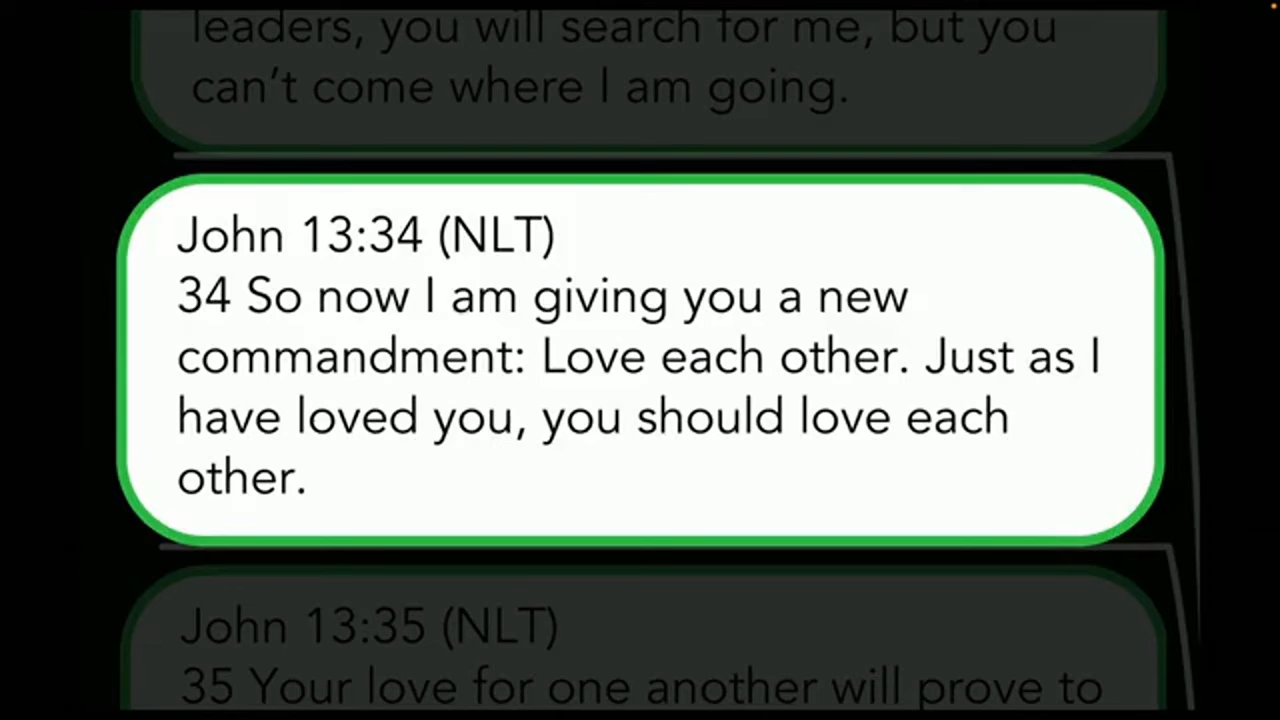 leaders, you will search for me, but you
can’t come where I am going.
John 13:34 (NLT)
34 So now I am giving you a new
commandment: Love each other. Just as I
have loved you, you should love each
other.
John 13:35 (NLT)
35 Your love for one another will prove to